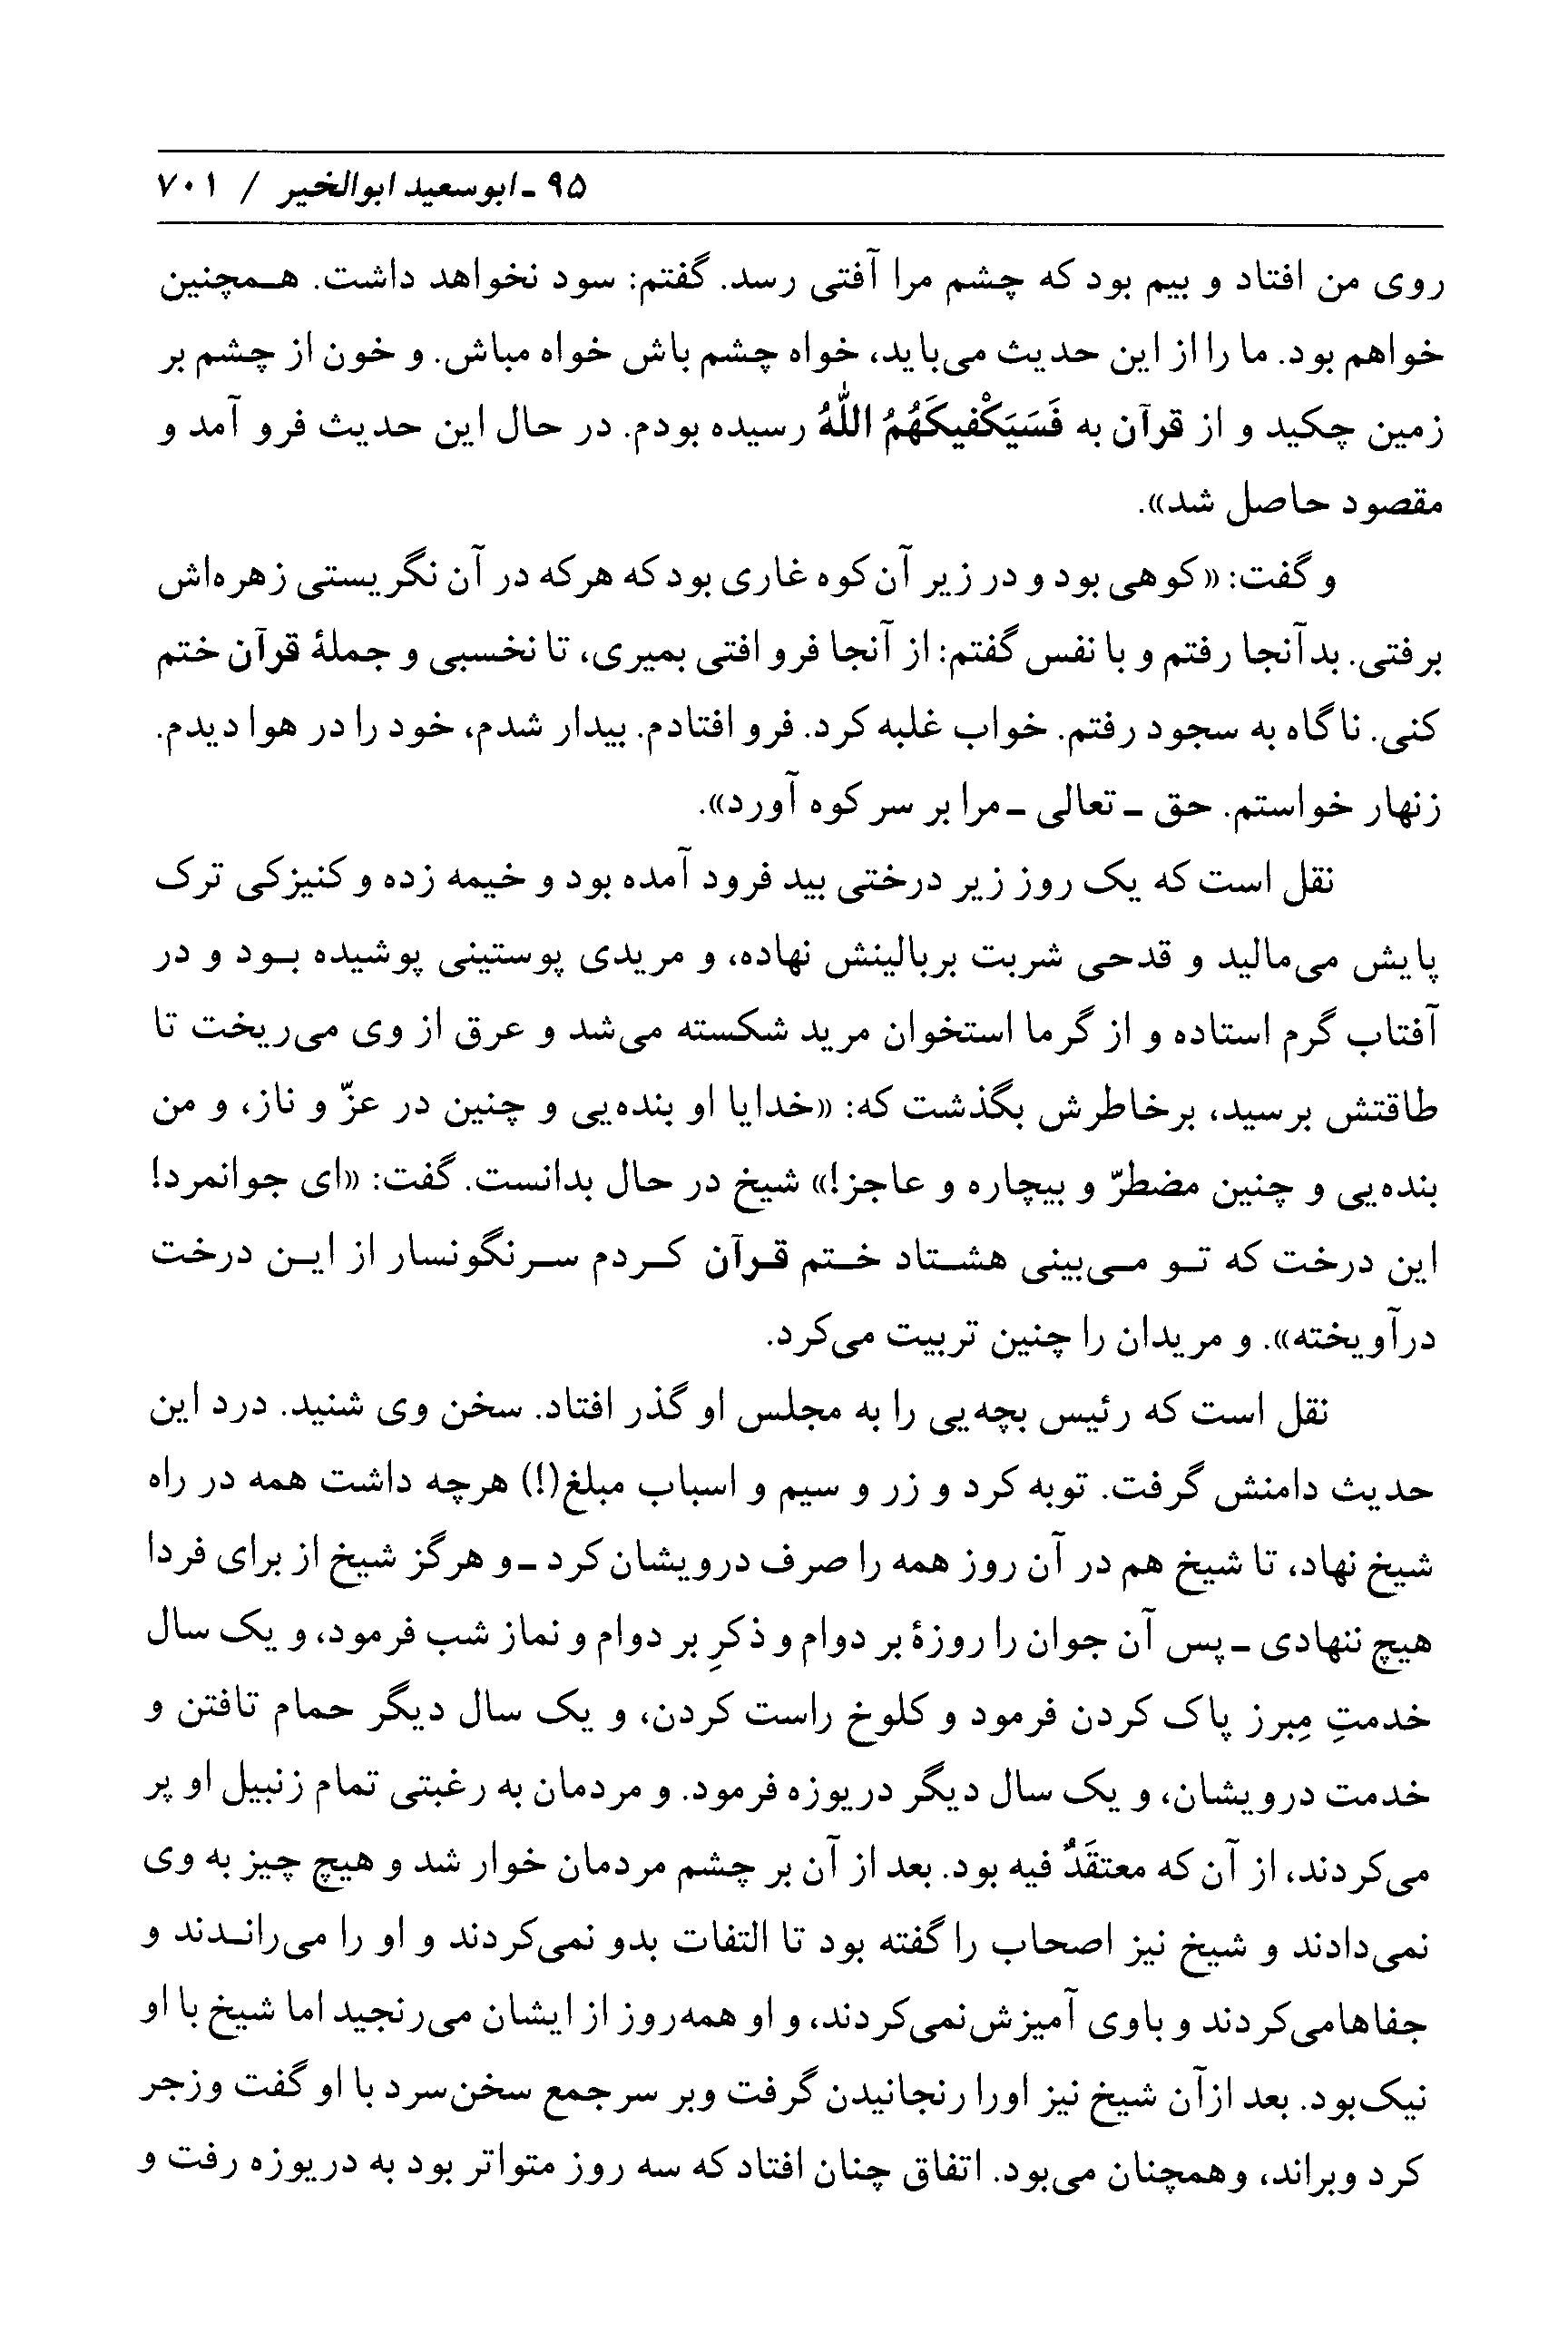 ۹۵ ـ ابوسعید ابوالخیر / ۷۰۱
روی من افتاد و بیم بود که چشم مرا آفتی رسد. گفتم: سود نخواهد داشت. همچنین
خواهم بود. ما را از این حدیث می‌باید، خواه چشم باش خواه مباش. و خون از چشم بر
زمین چکید و از قرآن به فَسَیَکْفیکَهُمُ اللّٰهُ رسیده بودم. در حال این حدیث فرو آمد و
مقصود حاصل شد».
و گفت: «کوهی بود و در زیر آن کوه غاری بود که هرکه در آن نگریستی زهره‌اش
برفتی. بدآنجا رفتم و با نفس گفتم: از آنجا فرو افتی بمیری، تا نخسبی و جملهٔ قرآن ختم
کنی. ناگاه به سجود رفتم. خواب غلبه کرد. فرو افتادم. بیدار شدم، خود را در هوا دیدم.
زنهار خواستم. حق ـ تعالی ـ مرا بر سر کوه آورد».
نقل است که یک روز زیر درختی بید فرود آمده بود و خیمه زده و کنیزکی ترک
پایش می‌مالید و قدحی شربت بربالینش نهاده، و مریدی پوستینی پوشیده بود و در
آفتاب گرم استاده و از گرما استخوان مرید شکسته می‌شد و عرق از وی می‌ریخت تا
طاقتش برسید، برخاطرش بگذشت که: «خدایا او بنده‌یی و چنین در عزّ و ناز، و من
بنده‌یی و چنین مضطرّ و بیچاره و عاجز!» شیخ در حال بدانست. گفت: «ای جوانمرد!
این درخت که تو می‌بینی هشتاد ختم قرآن کردم سرنگونسار از این درخت
درآویخته». و مریدان را چنین تربیت می‌کرد.
نقل است که رئیس بچه‌یی را به مجلس او گذر افتاد. سخن وی شنید. درد این
حدیث دامنش گرفت. توبه کرد و زر و سیم و اسباب مبلغ(!) هرچه داشت همه در راه
شیخ نهاد، تا شیخ هم در آن روز همه را صرف درویشان کرد ـ و هرگز شیخ از برای فردا
هیچ ننهادی ـ پس آن جوان را روزهٔ بر دوام و ذکرِ بر دوام و نماز شب فرمود، و یک سال
خدمتِ مِبرز پاک کردن فرمود و کلوخ راست کردن، و یک سال دیگر حمام تافتن و
خدمت درویشان، و یک سال دیگر دریوزه فرمود. و مردمان به رغبتی تمام زنبیل او پر
می‌کردند، از آن که معتقَدٌ فیه بود. بعد از آن بر چشم مردمان خوار شد و هیچ چیز به وی
نمی‌دادند و شیخ نیز اصحاب را گفته بود تا التفات بدو نمی‌کردند و او را می‌راندند و
جفاهامی‌کردند و باوی آمیزش‌نمی‌کردند، و او همه‌روز از ایشان می‌رنجید اما شیخ با او
نیک‌بود. بعد ازآن شیخ نیز اورا رنجانیدن گرفت وبر سرجمع سخن‌سرد با او گفت وزجر
کرد وبراند، وهمچنان می‌بود. اتفاق چنان افتاد که سه روز متواتر بود به دریوزه رفت و